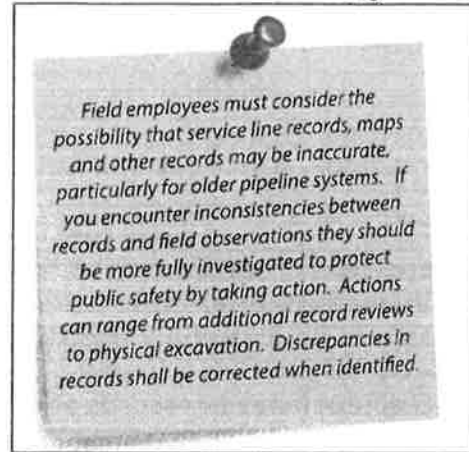 Field employees must consider the
possibility that service line records, maps
and other records may be inaccurate,
particularly for older pipeline systems. If
you encounter inconsistencies between
records and field observations they should
be more fully investigated to protect
public safety by taking action. Actions
can range from additional record reviews
to physical excavation. Discrepancies in
records shall be corrected when identified.